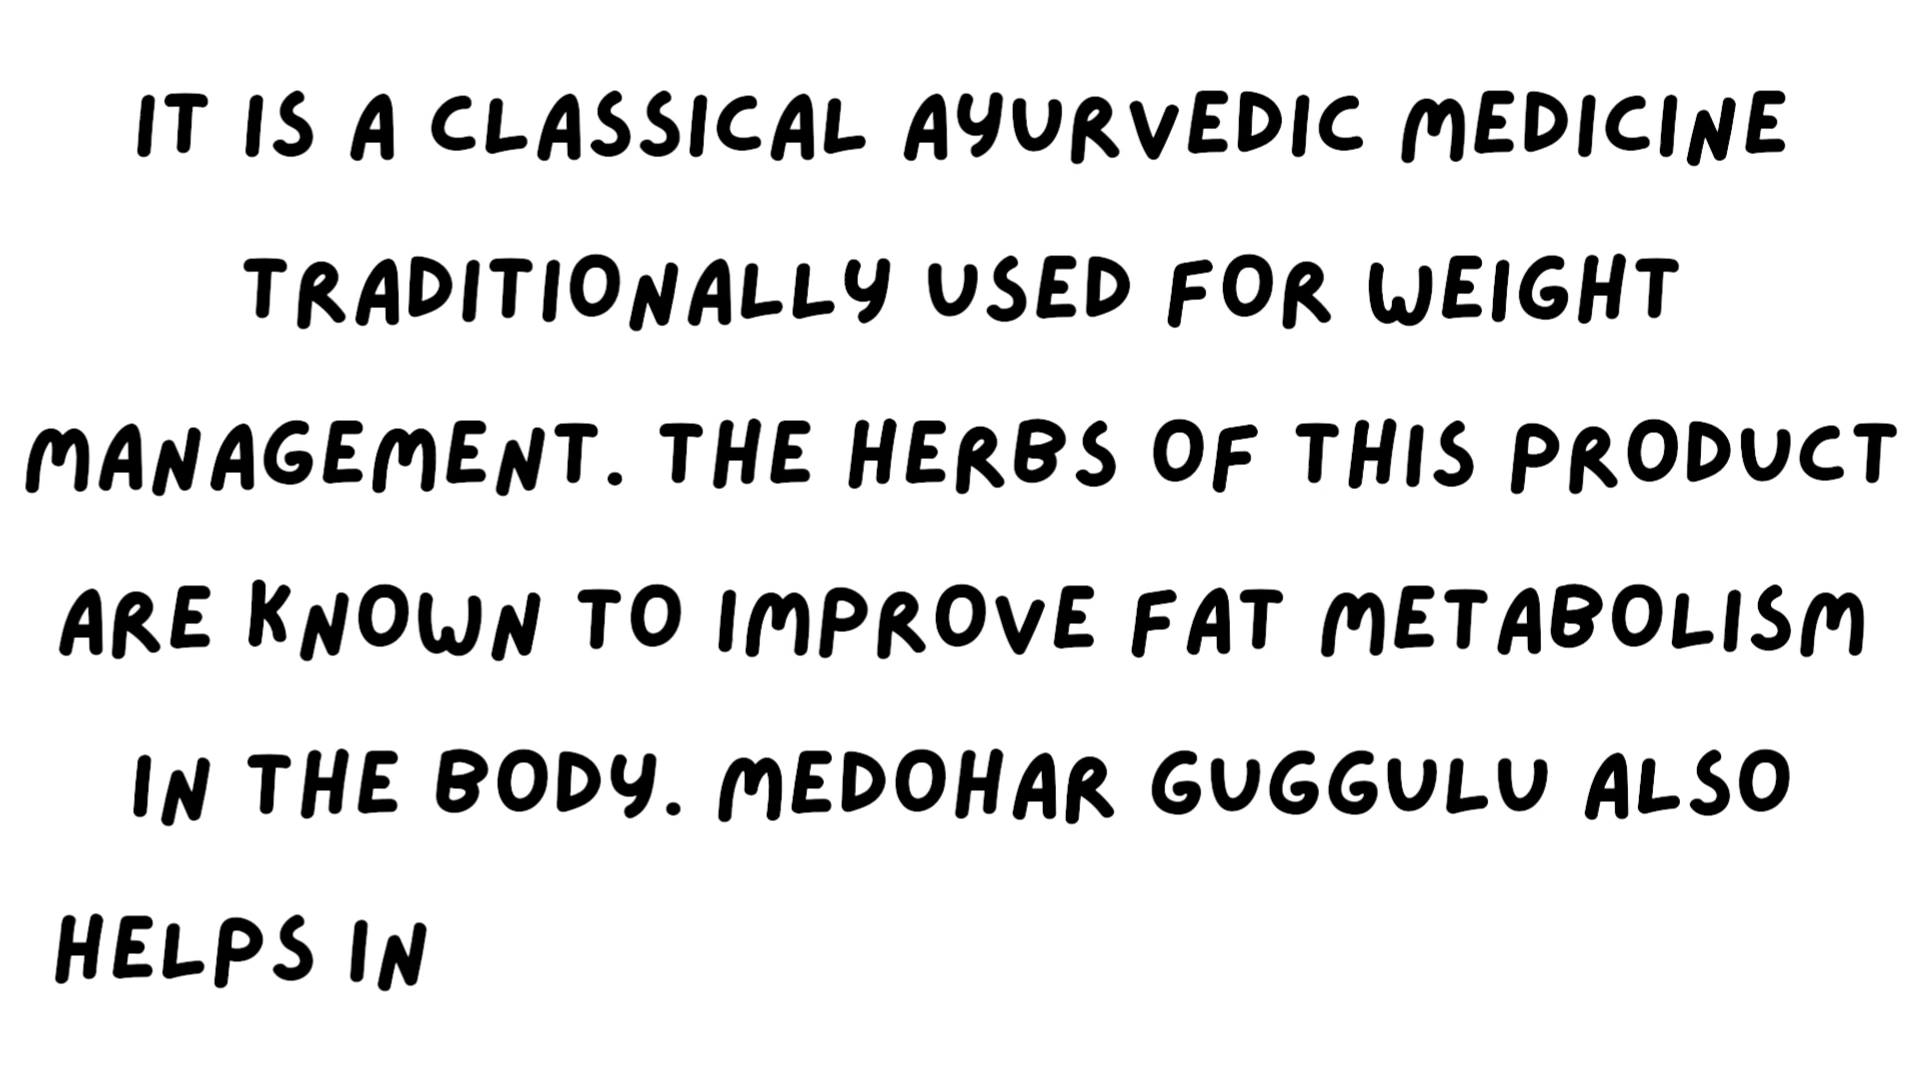 IT IS A CLASSICAL AYURVEDIC MEDICINE
TRADITIONALLY USED FOR WEIGHT
MANAGEMENT. THE HERBS OF THIS PRODUCT
ARE KNOWN TO IMPROVE FAT METABOLISM
IN THE BODY. MEDOHAR GUGGULU ALSO
HELPS IN